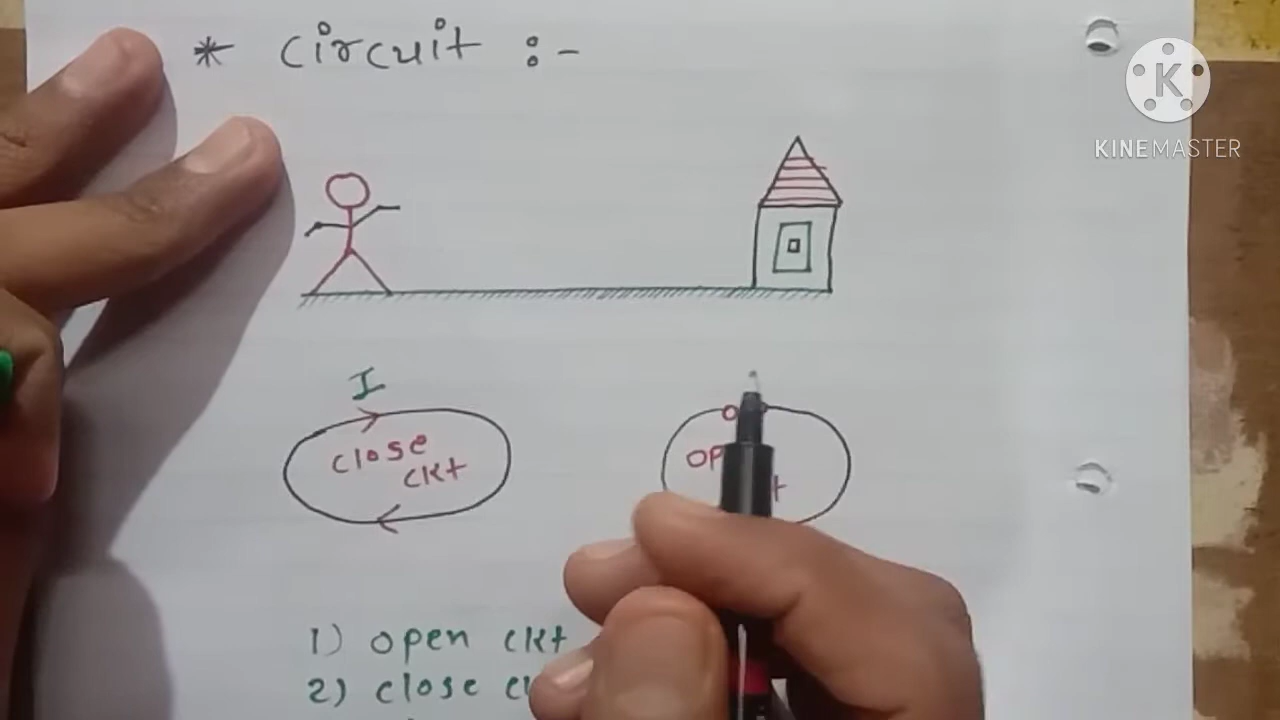 * Circuit :-
K
KINEMASTER
I
close
ckt
1) open ckt
2) close